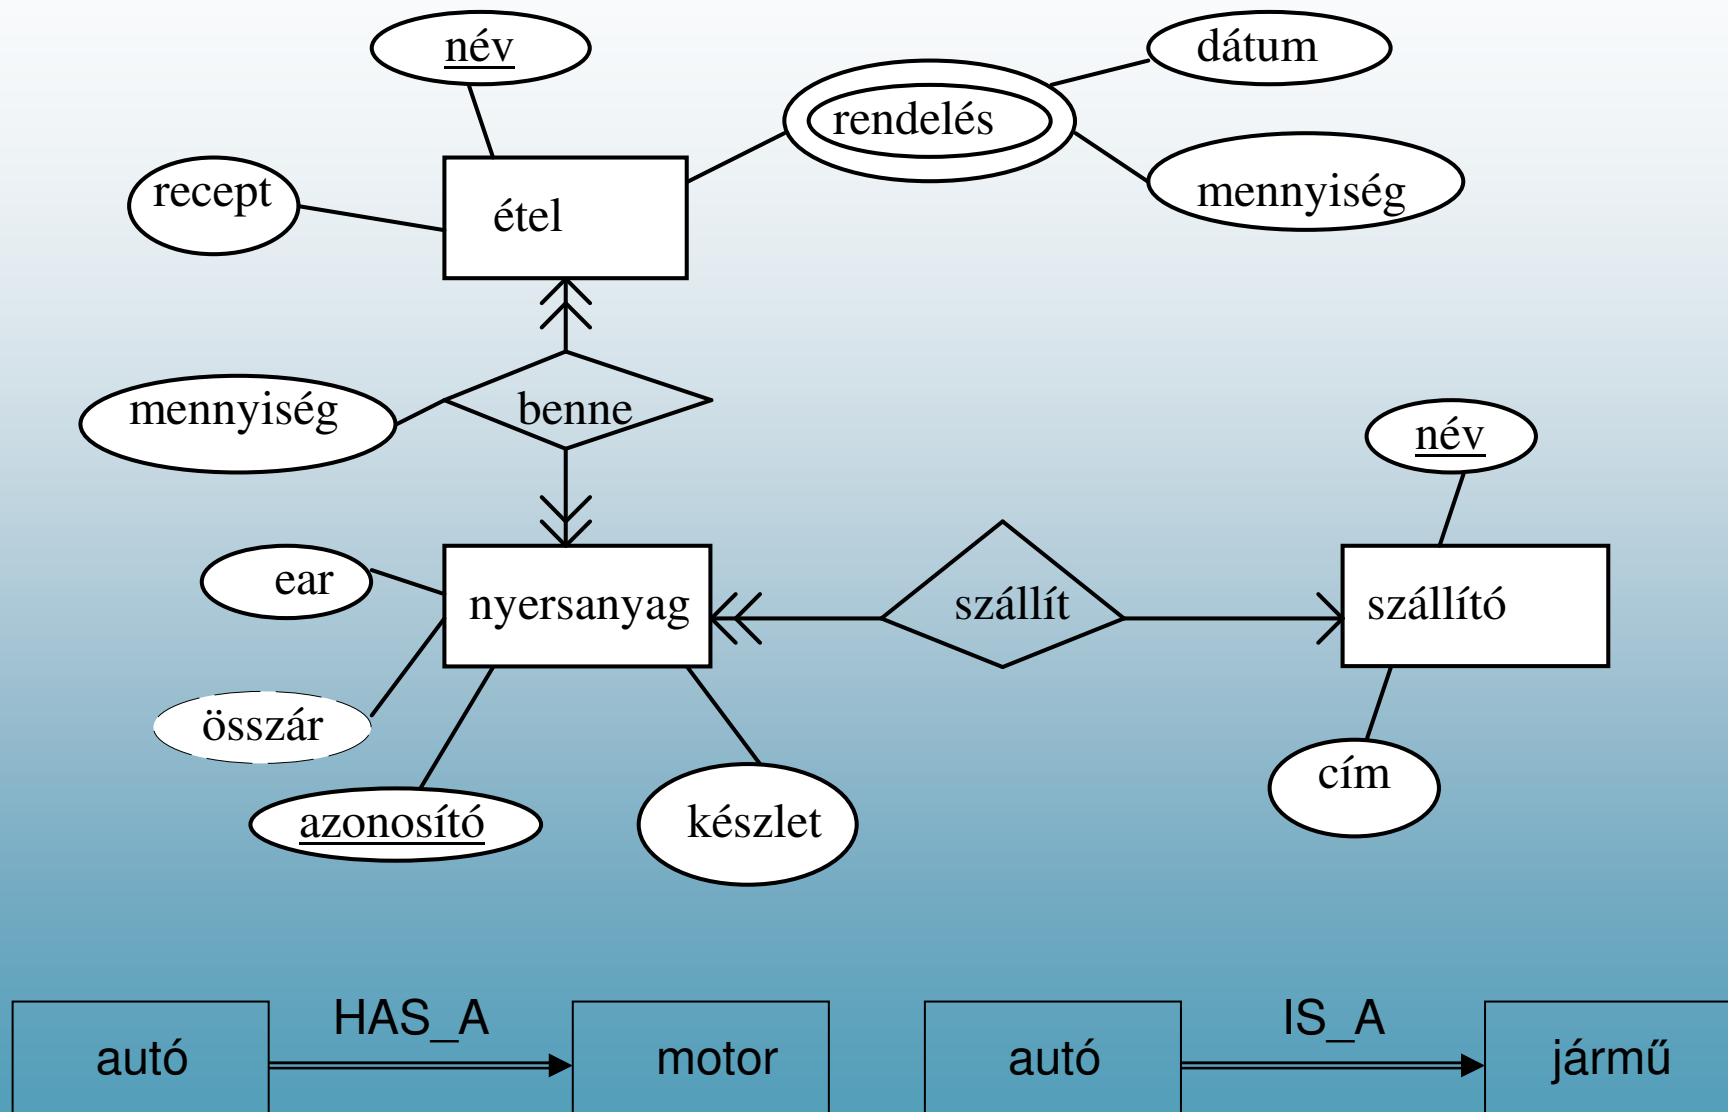 név
dátum
rendelés
recept
mennyiség
étel
mennyiség
benne
név
ear
nyersanyag
szállít
szállító
összár
cím
azonosító
készlet
HAS_A
IS_A
autó
motor
autó
jármű